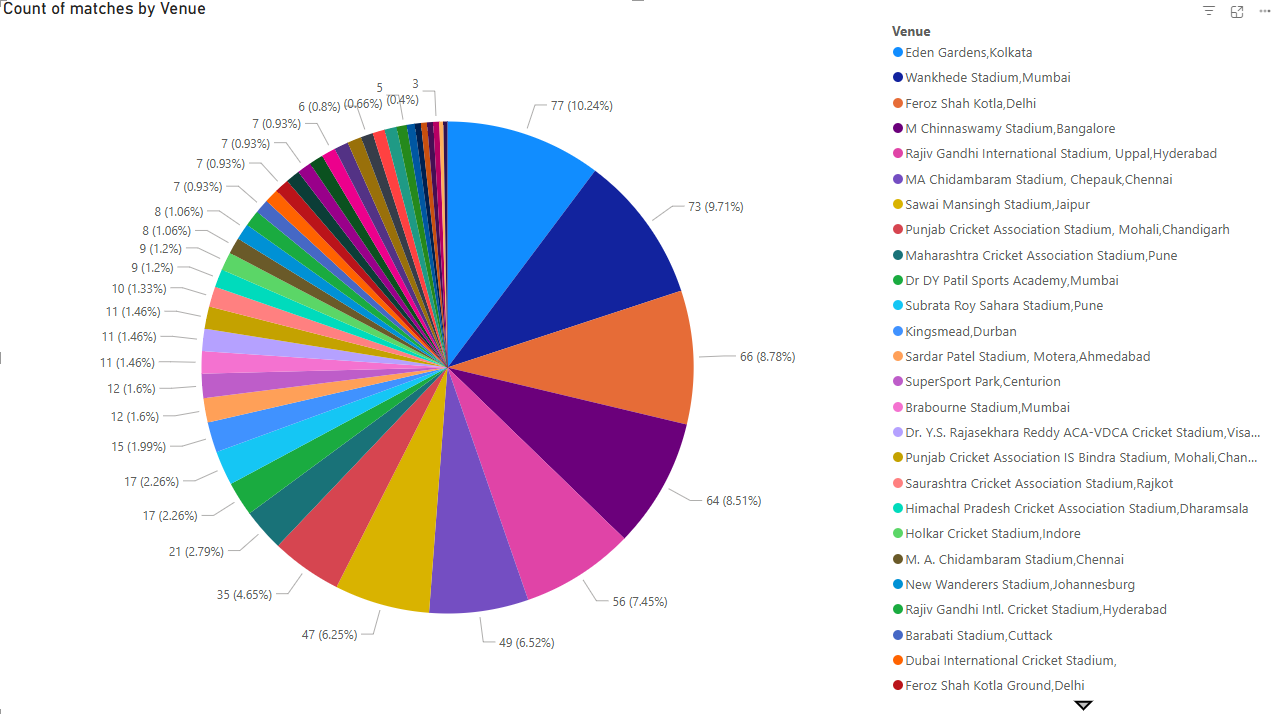 Count of matches by Venue
77 (10.24%)
73 (9.71%)
66 (8.78%)
64 (8.51%)
56 (7.45%)
49 (6.52%)
47 (6.25%)
35 (4.65%)
21 (2.79%)
17 (2.26%)
17 (2.26%)
15 (1.99%)
12 (1.6%)
12 (1.6%)
11 (1.46%)
11 (1.46%)
11 (1.46%)
10 (1.33%)
9 (1.2%)
9 (1.2%)
8 (1.06%)
8 (1.06%)
7 (0.93%)
7 (0.93%)
7 (0.93%)
7 (0.93%)
6 (0.8%)
(0.66%)
5
(0.4%)
3
Venue
Eden Gardens,Kolkata
Wankhede Stadium,Mumbai
Feroz Shah Kotla,Delhi
M Chinnaswamy Stadium,Bangalore
Rajiv Gandhi International Stadium, Uppal,Hyderabad
MA Chidambaram Stadium, Chepauk,Chennai
Sawai Mansingh Stadium,Jaipur
Punjab Cricket Association Stadium, Mohali,Chandigarh
Maharashtra Cricket Association Stadium,Pune
Dr DY Patil Sports Academy,Mumbai
Subrata Roy Sahara Stadium,Pune
Kingsmead,Durban
Sardar Patel Stadium, Motera,Ahmedabad
SuperSport Park,Centurion
Brabourne Stadium,Mumbai
Dr. Y.S. Rajasekhara Reddy ACA-VDCA Cricket Stadium,Visa...
Punjab Cricket Association IS Bindra Stadium, Mohali,Chan...
Saurashtra Cricket Association Stadium,Rajkot
Himachal Pradesh Cricket Association Stadium,Dharamsala
Holkar Cricket Stadium,Indore
M. A. Chidambaram Stadium,Chennai
New Wanderers Stadium,Johannesburg
Rajiv Gandhi Intl. Cricket Stadium,Hyderabad
Barabati Stadium,Cuttack
Dubai International Cricket Stadium,
Feroz Shah Kotla Ground,Delhi